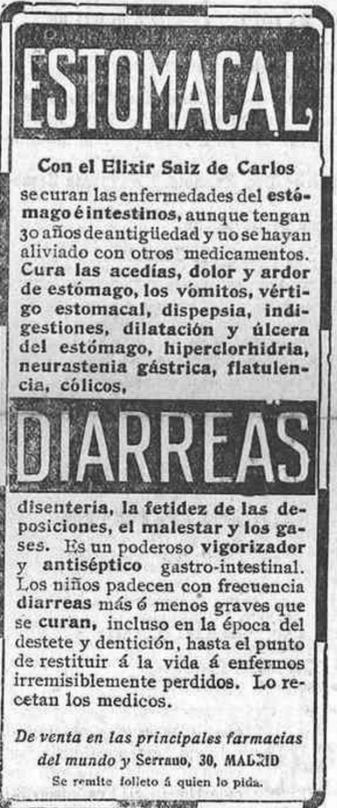 ESTOMACAL
Con el Elixir Saiz de Carlos
se curan las enfermedades del estó-
mago é intestinos, aunque tengan
30 años de antigüedad y no se hayan
aliviado con otros medicamentos.
Cura las acedías, dolor y ardor
de estómago, los vómitos, vérti-
go estomacal, dispepsia, indi-
gestiones, dilatación y úlcera
del estómago, hiperclorhidria,
neurastenia gástrica, flatulen-
cia, cólicos,
DIARREAS
disentería, la fetidez de las de-
posiciones, el malestar y los ga-
ses. Es un poderoso vigorizador
y antiséptico gastro-intestinal.
Los niños padecen con frecuencia
diarreas más ó menos graves que
se curan, incluso en la época del
destete y dentición, hasta el punto
de restituir á la vida á enfermos
irremisiblemente perdidos. Lo re-
cetan los medicos.
De venta en las principales farmacias
del mundo y Serrano, 30, MADRID
Se remite folleto á quien lo pida.